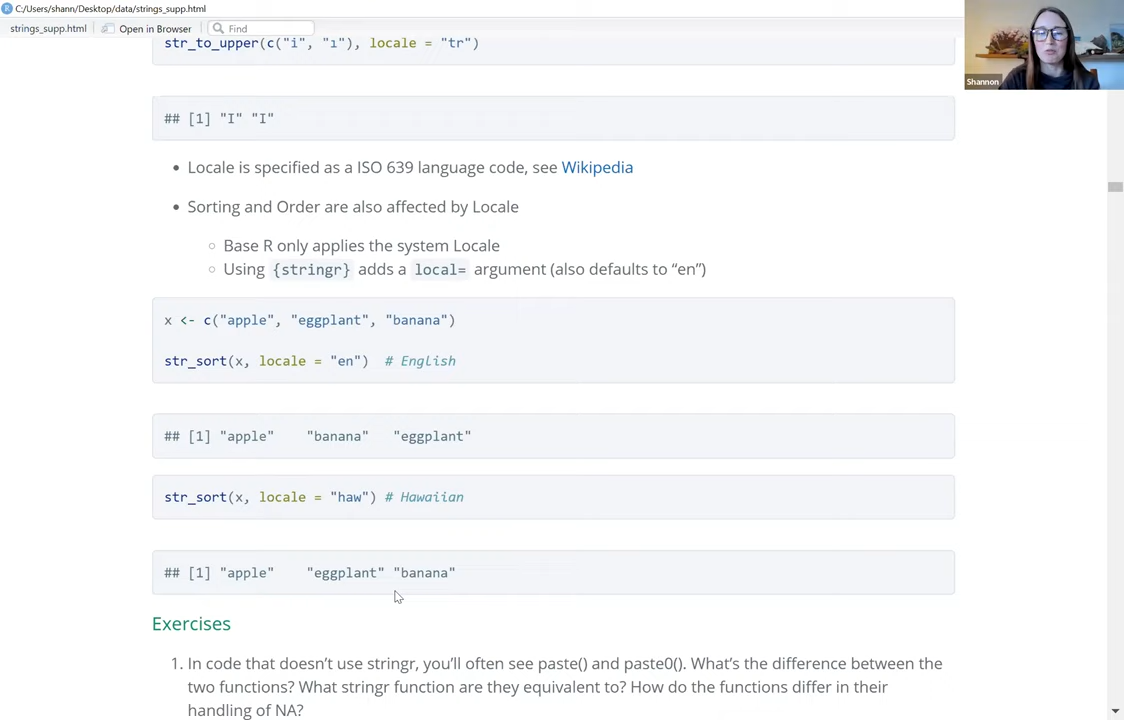 C:/Users/shann/Desktop/data/strings_supp.html
strings_supp.html Open in Browser Find
str_to_upper(c("i", "ı"), locale = "tr")
## [1] "I" "I"
• Locale is specified as a ISO 639 language code, see Wikipedia
• Sorting and Order are also affected by Locale
○ Base R only applies the system Locale
○ Using {stringr} adds a local= argument (also defaults to “en”)
x <- c("apple", "eggplant", "banana")
str_sort(x, locale = "en") # English
## [1] "apple" "banana" "eggplant"
str_sort(x, locale = "haw") # Hawaiian
## [1] "apple" "eggplant" "banana"
Exercises
1. In code that doesn’t use stringr, you’ll often see paste() and paste0(). What’s the difference between the
two functions? What stringr function are they equivalent to? How do the functions differ in their
handling of NA?
Shannon